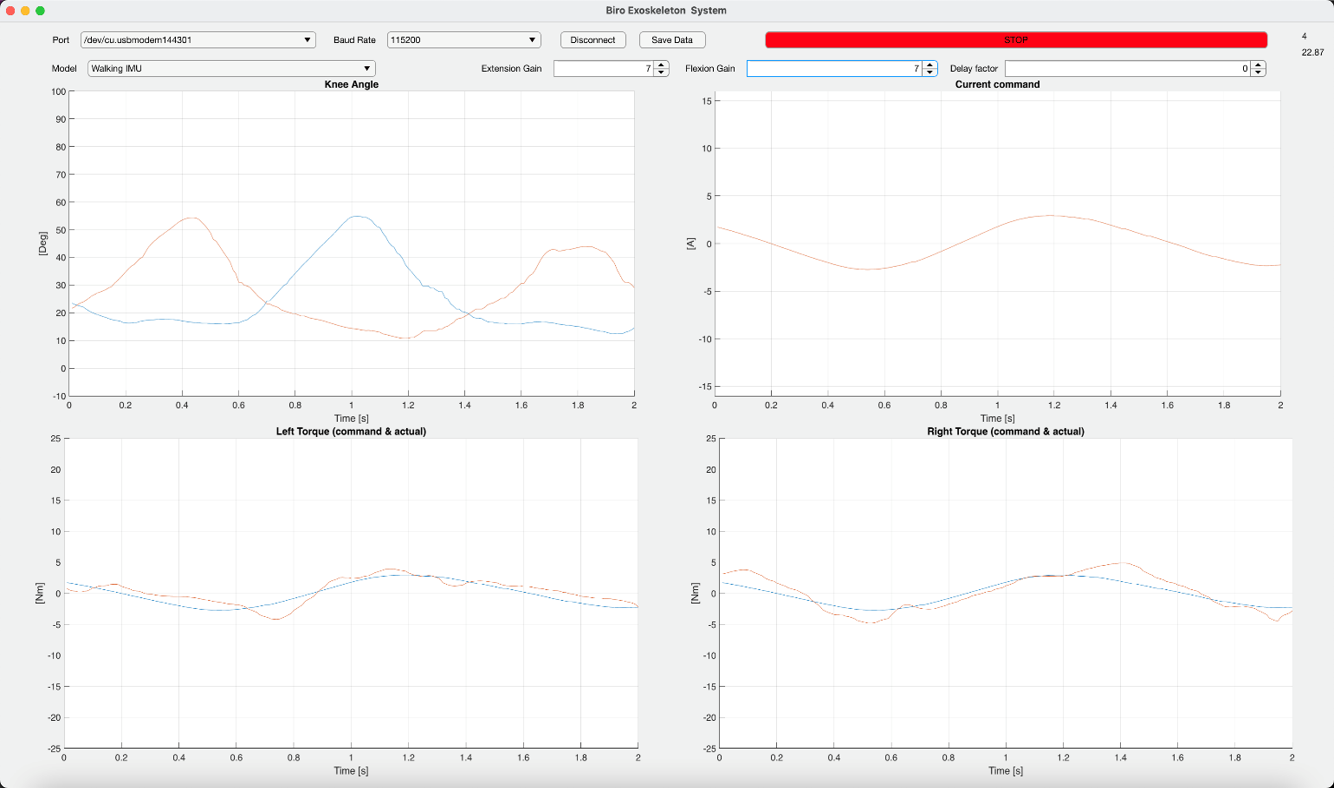 Biro Exoskeleton System
Port /dev/cu.usbmodem144301 Baud Rate 115200 Disconnect Save Data STOP 4
22.87
Model Walking IMU Extension Gain 7 Flexion Gain 7 Delay factor 0
Knee Angle
100
90
80
70
60
50
40
30
20
10
0
-10
[Deg]
0 0.2 0.4 0.6 0.8 1 1.2 1.4 1.6 1.8 2
Time [s]
Current command
15
10
5
0
-5
-10
-15
[A]
0 0.2 0.4 0.6 0.8 1 1.2 1.4 1.6 1.8 2
Time [s]
Left Torque (command & actual)
25
20
15
10
5
0
-5
-10
-15
-20
-25
[Nm]
0 0.2 0.4 0.6 0.8 1 1.2 1.4 1.6 1.8 2
Time [s]
Right Torque (command & actual)
25
20
15
10
5
0
-5
-10
-15
-20
-25
[Nm]
0 0.2 0.4 0.6 0.8 1 1.2 1.4 1.6 1.8 2
Time [s]